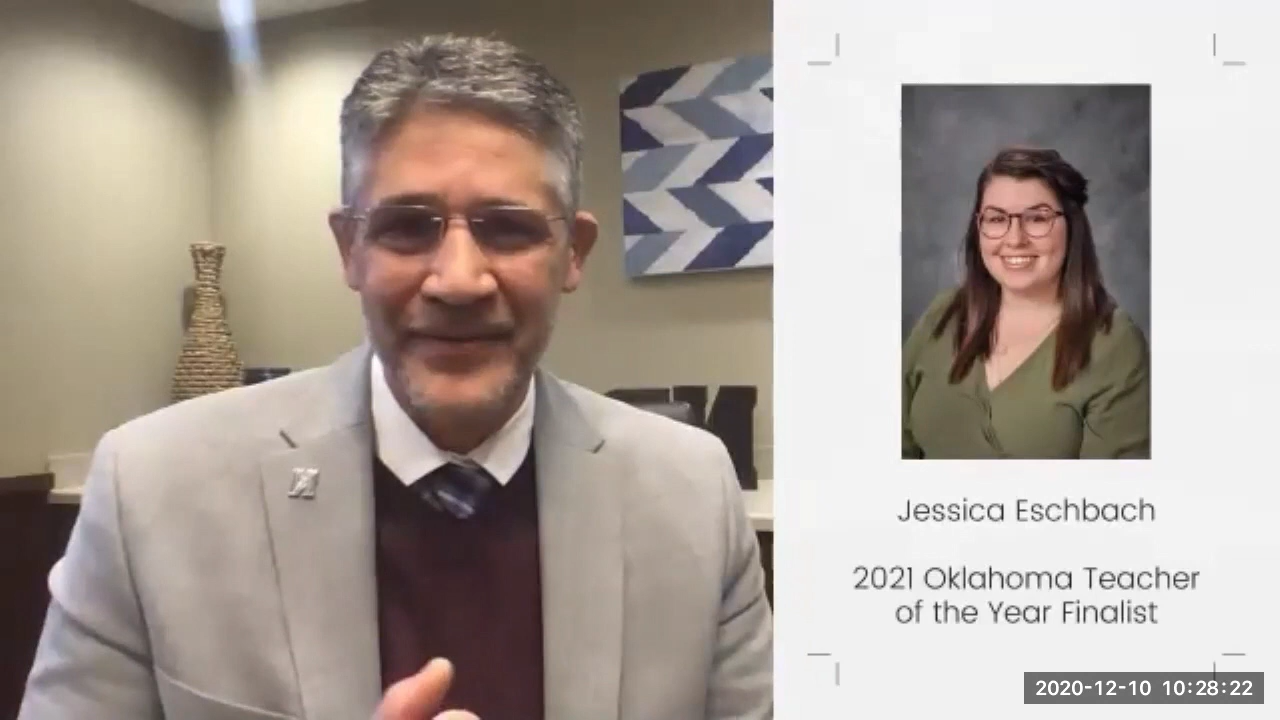 Jessica Eschbach
2021 Oklahoma Teacher
of the Year Finalist
2020-12-10 10:28:22